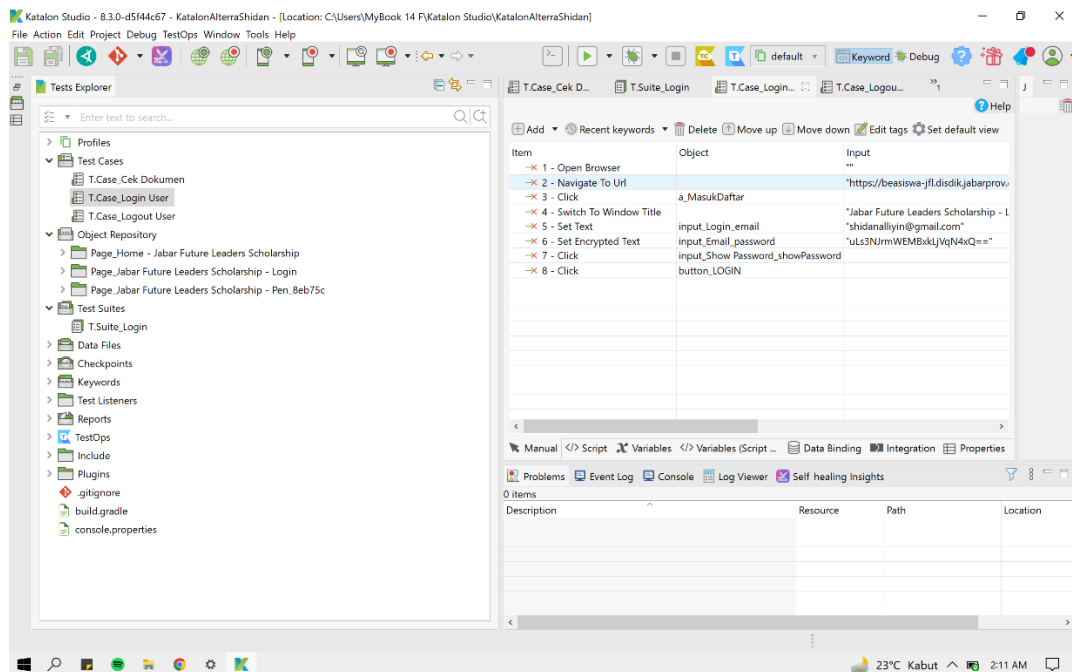 Katalon Studio - 8.3.0-d5f44c67 - KatalonAlterraShidan - [Location: C:\Users\MyBook 14 F\Katalon Studio\KatalonAlterraShidan]
File Action Edit Project Debug TestOps Window Tools Help
default
Keyword
Debug
Tests Explorer
Enter text to search...
Profiles
Test Cases
T.Case_Cek Dokumen
T.Case_Login User
T.Case_Logout User
Object Repository
Page_Home - Jabar Future Leaders Scholarship
Page_Jabar Future Leaders Scholarship - Login
Page_Jabar Future Leaders Scholarship - Pen_8eb75c
Test Suites
T.Suite_Login
Data Files
Checkpoints
Keywords
Test Listeners
Reports
TestOps
Include
Plugins
.gitignore
build.gradle
console.properties
T.Case_Cek D... T.Suite_Login T.Case_Login... T.Case_Logou... »1 J
Help
Add Recent keywords Delete Move up Move down Edit tags Set default view
Item Object Input
1 - Open Browser ""
2 - Navigate To Url "https://beasiswa-jfl.disdik.jabarprov.
3 - Click a_MasukDaftar
4 - Switch To Window Title "Jabar Future Leaders Scholarship - L
5 - Set Text input_Login_email "shidanalliyin@gmail.com"
6 - Set Encrypted Text input_Email_password "uLs3NJrmWEMBxkLjVqN4xQ=="
7 - Click input_Show Password_showPassword
8 - Click button_LOGIN
Manual Script Variables Variables (Script ... Data Binding Integration Properties
Problems Event Log Console Log Viewer Self healing Insights
0 items
Description Resource Path Location
23°C Kabut 2:11 AM